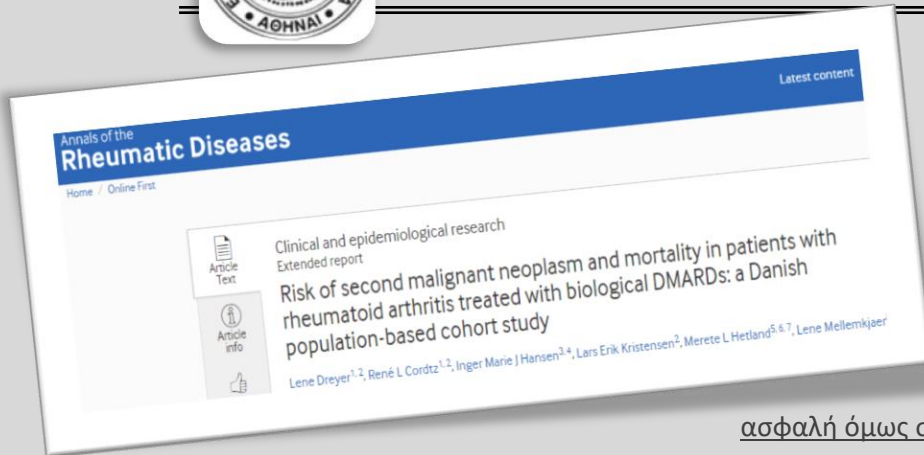 ΑΘΗΝΑΙ
Latest content
Annals of the
Rheumatic Diseases
Home / Online First
Article
Text
Clinical and epidemiological research
Extended report
Risk of second malignant neoplasm and mortality in patients with
rheumatoid arthritis treated with biological DMARDs: a Danish
population-based cohort study
Article
info
Lene Dreyer1, 2, René L Cordtz1, 2, Inger Marie J Hansen3, 4, Lars Erik Kristensen2, Merete L Hetland5, 6, 7, Lene Mellemkjaer
ασφαλή όμως